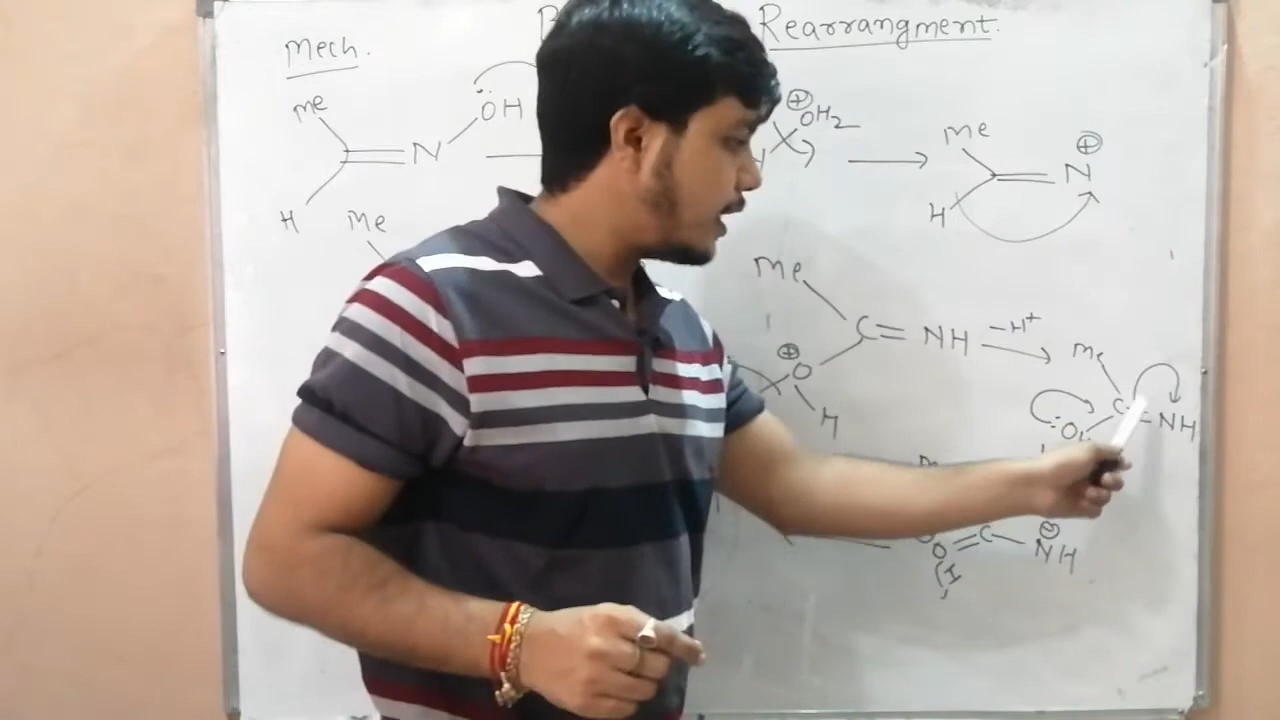 Rearrangment.
Mech.
Me
OH
N
H
⊕
OH2
Me
⊕
N
H
Me
Me
C=NH
-H+
⊕
O
H
Me
C=NH
:O
⊖
O=C-NH
(I)